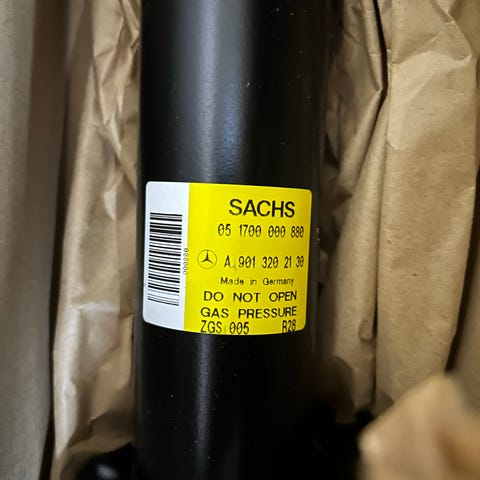 SACHS
05 1700 000 880
A 901 320 21 30
Made in Germany
DO NOT OPEN
GAS PRESSURE
ZGS 005 B28
000880